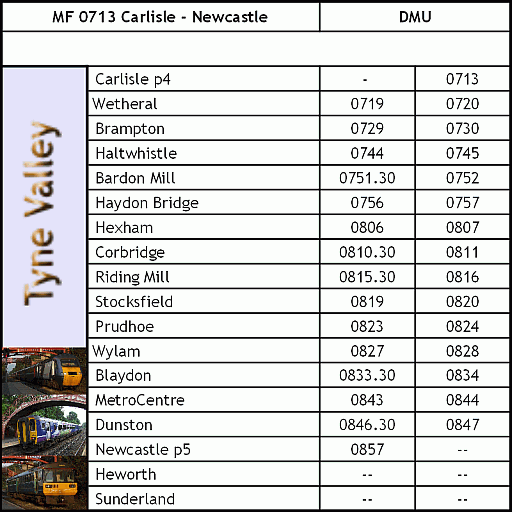 MF 0713 Carlisle - Newcastle DMU
Tyne Valley
Carlisle p4 - 0713
Wetheral 0719 0720
Brampton 0729 0730
Haltwhistle 0744 0745
Bardon Mill 0751.30 0752
Haydon Bridge 0756 0757
Hexham 0806 0807
Corbridge 0810.30 0811
Riding Mill 0815.30 0816
Stocksfield 0819 0820
Prudhoe 0823 0824
Wylam 0827 0828
Blaydon 0833.30 0834
MetroCentre 0843 0844
Dunston 0846.30 0847
Newcastle p5 0857 --
Heworth -- --
Sunderland -- --